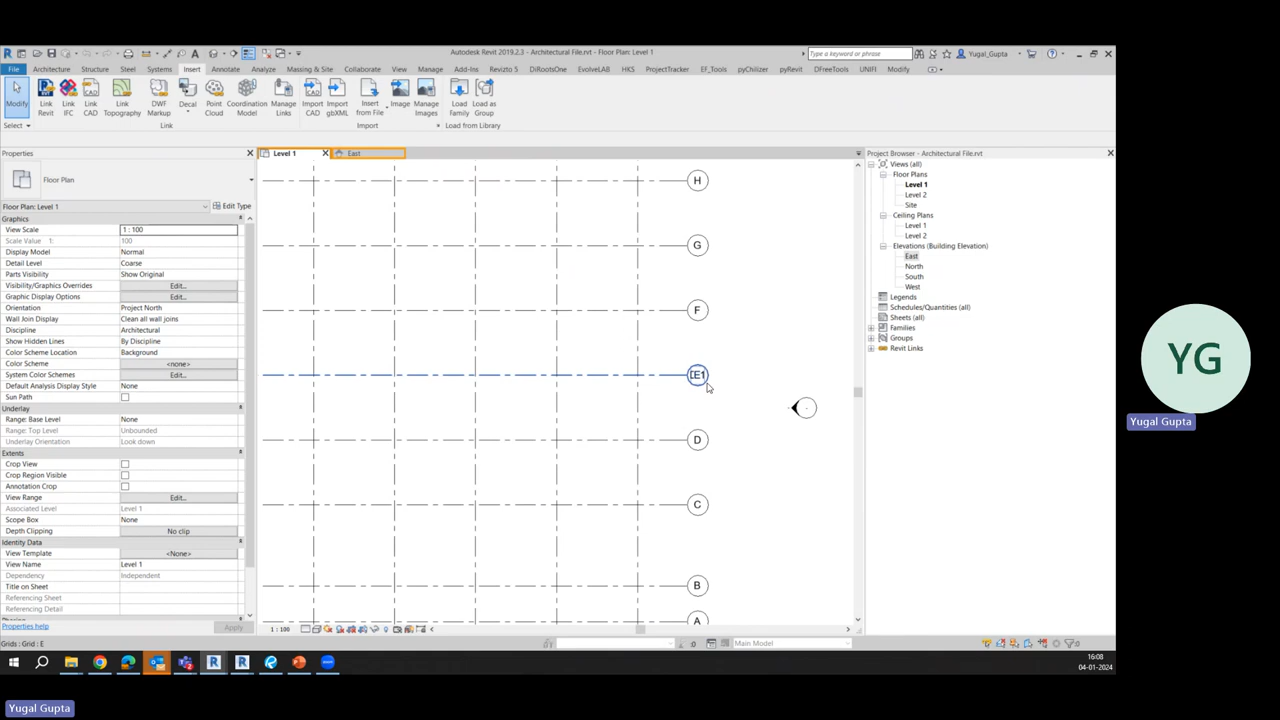 Autodesk Revit 2019.2.3 - Architectural File.rvt - Floor Plan: Level 1
Type a keyword or phrase
Yugal_Gupta
File Architecture Structure Steel Systems Insert Annotate Analyze Massing & Site Collaborate View Manage Add-Ins Revizto 5 DiRootsOne EvolveLAB HKS ProjectTracker EF_Tools pyChilizer pyRevit DFreeTools UNIFI Modify
Modify
Link Revit
Link IFC
Link CAD
Link Topography
DWF Markup
Decal
Point Cloud
Coordination Model
Manage Links
Import CAD
Import gbXML
Insert from File
Image
Manage Images
Load Family
Load as Group
Select
Link
Import
Load from Library
Properties
Level 1
East
Project Browser - Architectural File.rvt
Floor Plan
Floor Plan: Level 1
Edit Type
Graphics
View Scale 1 : 100
Scale Value 1: 100
Display Model Normal
Detail Level Coarse
Parts Visibility Show Original
Visibility/Graphics Overrides Edit...
Graphic Display Options Edit...
Orientation Project North
Wall Join Display Clean all wall joins
Discipline Architectural
Show Hidden Lines By Discipline
Color Scheme Location Background
Color Scheme <none>
System Color Schemes Edit...
Default Analysis Display Style None
Sun Path
Underlay
Range: Base Level None
Range: Top Level Unbounded
Underlay Orientation Look down
Extents
Crop View
Crop Region Visible
Annotation Crop
View Range Edit...
Associated Level Level 1
Scope Box None
Depth Clipping No clip
Identity Data
View Template <None>
View Name Level 1
Dependency Independent
Title on Sheet
Referencing Sheet
Referencing Detail
Properties help
Apply
H
G
F
D
C
B
A
Views (all)
Floor Plans
Level 1
Level 2
Site
Ceiling Plans
Level 1
Level 2
Elevations (Building Elevation)
East
North
South
West
Legends
Schedules/Quantities (all)
Sheets (all)
Families
Groups
Revit Links
1 : 100
Grids : Grid : E
:0
Main Model
:0
16:08
04-01-2024
YG
Yugal Gupta
Yugal Gupta